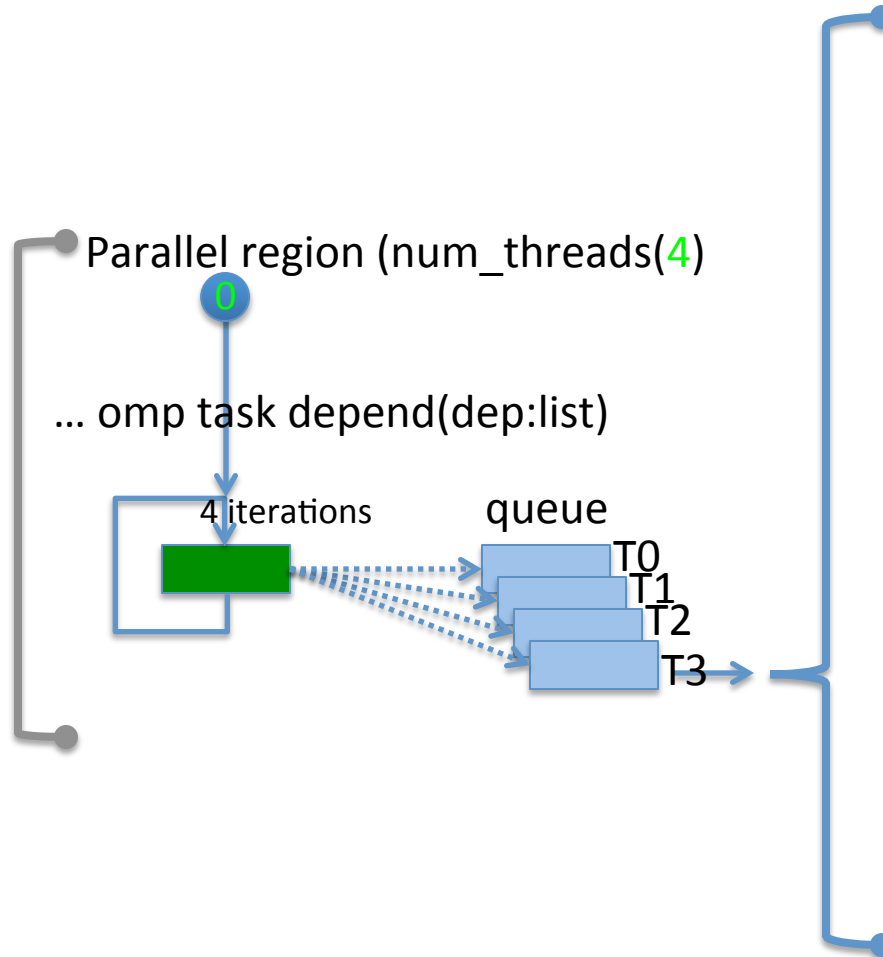 Parallel region (num_threads(4)
0
... omp task depend(dep:list)
4 iterations
queue
T0
T1
T2
T3